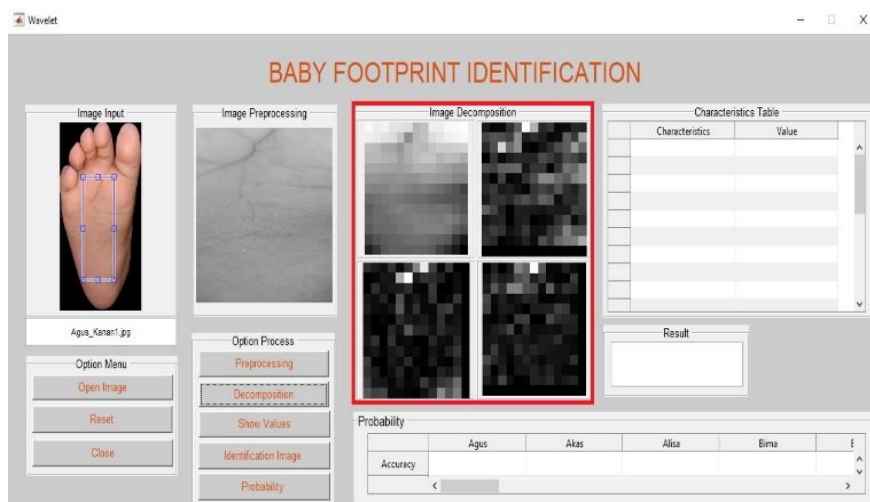 Wavelet
BABY FOOTPRINT IDENTIFICATION
Image Input
Image Preprocessing
Image Decomposition
Characteristics Table
Characteristics Value
Agus_Kanan1.jpg
Option Menu
Open Image
Reset
Close
Option Process
Preprocessing
Decomposition
Show Values
Identification Image
Probability
Result
Probability
Agus Akas Alisa Bima
Accuracy